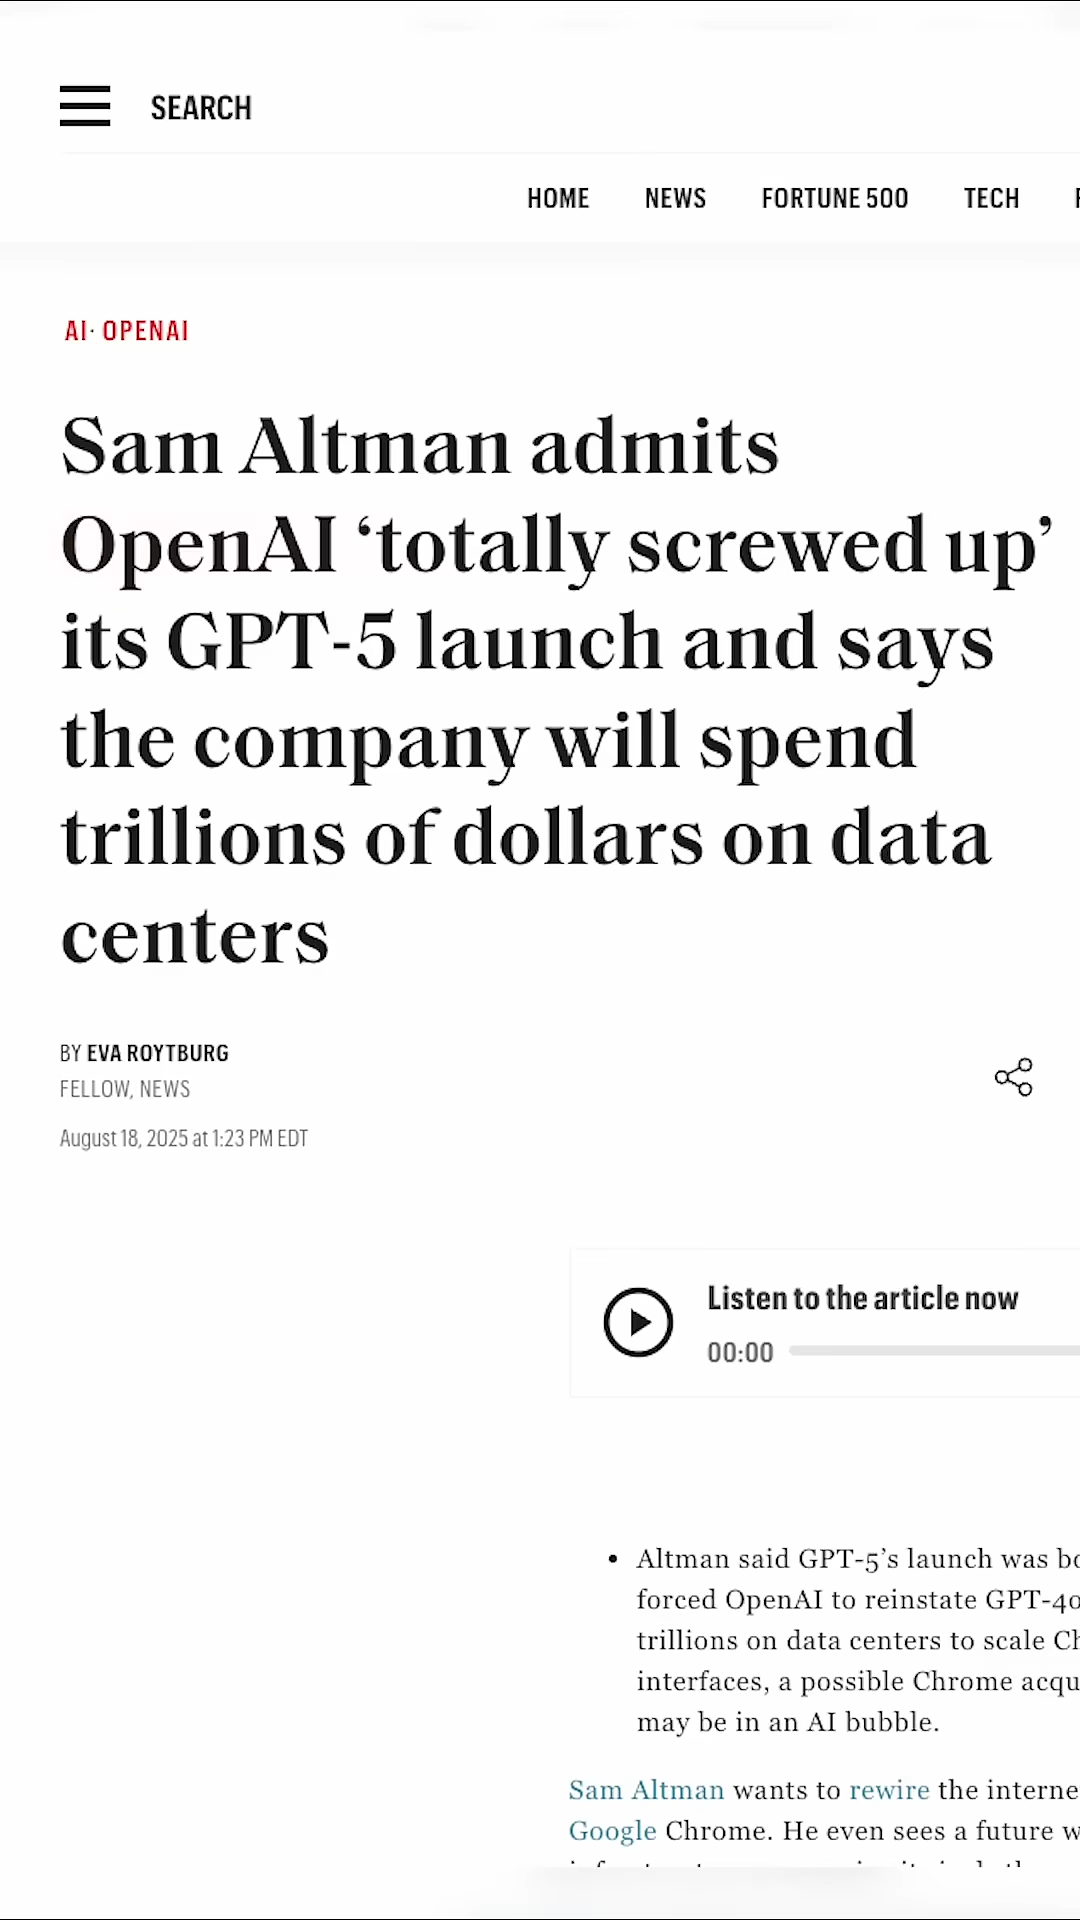 SEARCH
HOME NEWS FORTUNE 500 TECH
AI· OPENAI
Sam Altman admits
OpenAI ‘totally screwed up’
its GPT-5 launch and says
the company will spend
trillions of dollars on data
centers
BY EVA ROYTBURG
FELLOW, NEWS
August 18, 2025 at 1:23 PM EDT
Listen to the article now
00:00
• Altman said GPT-5’s launch was
forced OpenAI to reinstate GPT-4o
trillions on data centers to scale
interfaces, a possible Chrome
may be in an AI bubble.
Sam Altman wants to rewire the
Google Chrome. He even sees a future